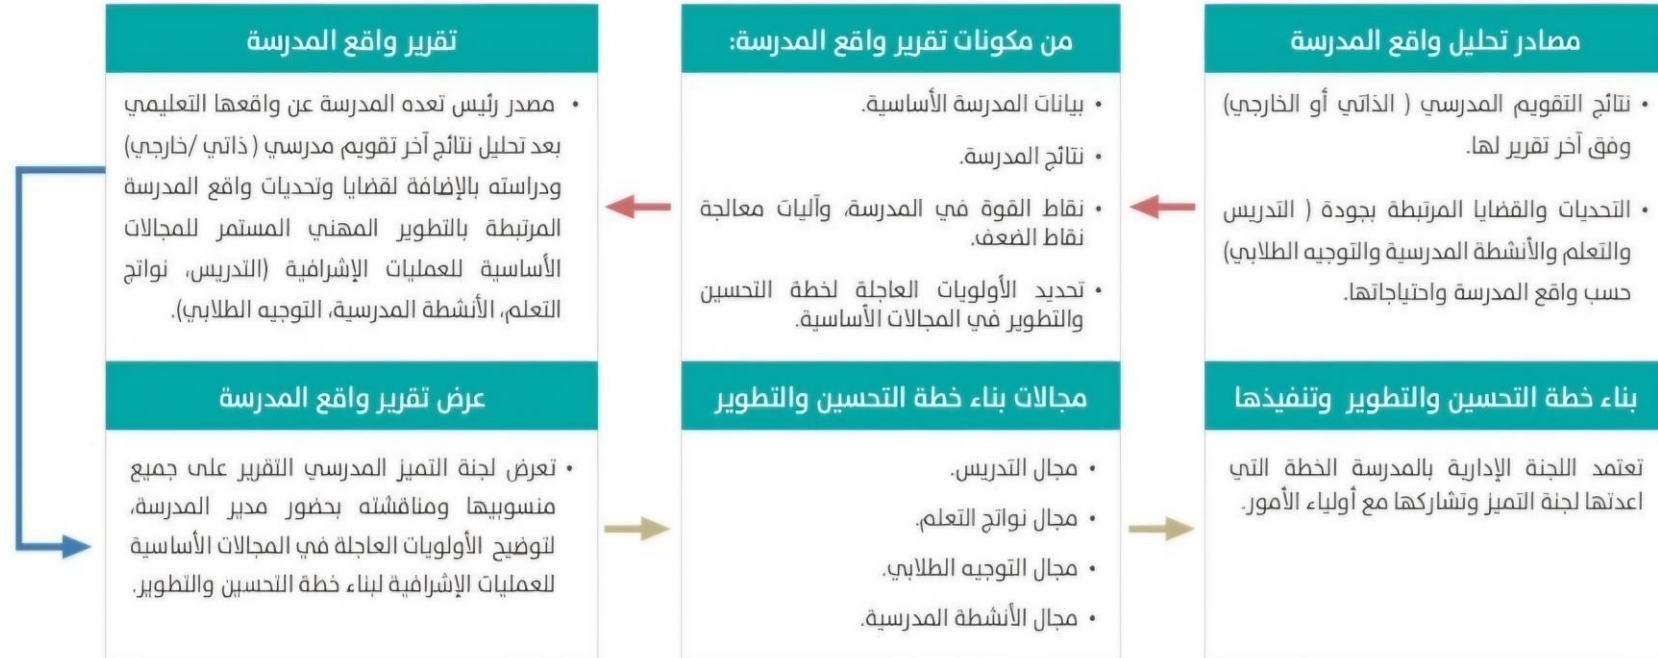 مصادر تحليل واقع المدرسة
• نتائج التقويم المدرسي ( الذاتي أو الخارجي)
وفق آخر تقرير لها.
• التحديات والقضايا المرتبطة بجودة ( التدريس
والتعلم والأنشطة المدرسية والتوجيه الطلابي)
حسب واقع المدرسة واحتياجاتها.
من مكونات تقرير واقع المدرسة:
• بيانات المدرسة الأساسية.
• نتائج المدرسة.
• نقاط القوة في المدرسة، وآليات معالجة
نقاط الضعف.
• تحديد الأولويات العاجلة لخطة التحسين
والتطوير في المجالات الأساسية.
تقرير واقع المدرسة
• مصدر رئيس تعده المدرسة عن واقعها التعليمي
بعد تحليل نتائج آخر تقويم مدرسي ( ذاتي /خارجي)
ودراسته بالإضافة لقضايا وتحديات واقع المدرسة
المرتبطة بالتطوير المهني المستمر للمجالات
الأساسية للعمليات الإشرافية (التدريس، نواتج
التعلم، الأنشطة المدرسية، التوجيه الطلابي).
عرض تقرير واقع المدرسة
• تعرض لجنة التميز المدرسي التقرير على جميع
منسوبيها ومناقشته بحضور مدير المدرسة،
لتوضيح الأولويات العاجلة في المجالات الأساسية
للعمليات الإشرافية لبناء خطة التحسين والتطوير.
مجالات بناء خطة التحسين والتطوير
• مجال التدريس.
• مجال نواتج التعلم.
• مجال التوجيه الطلابي.
• مجال الأنشطة المدرسية.
بناء خطة التحسين والتطوير وتنفيذها
تعتمد اللجنة الإدارية بالمدرسة الخطة التي
اعدتها لجنة التميز وتشاركها مع أولياء الأمور.